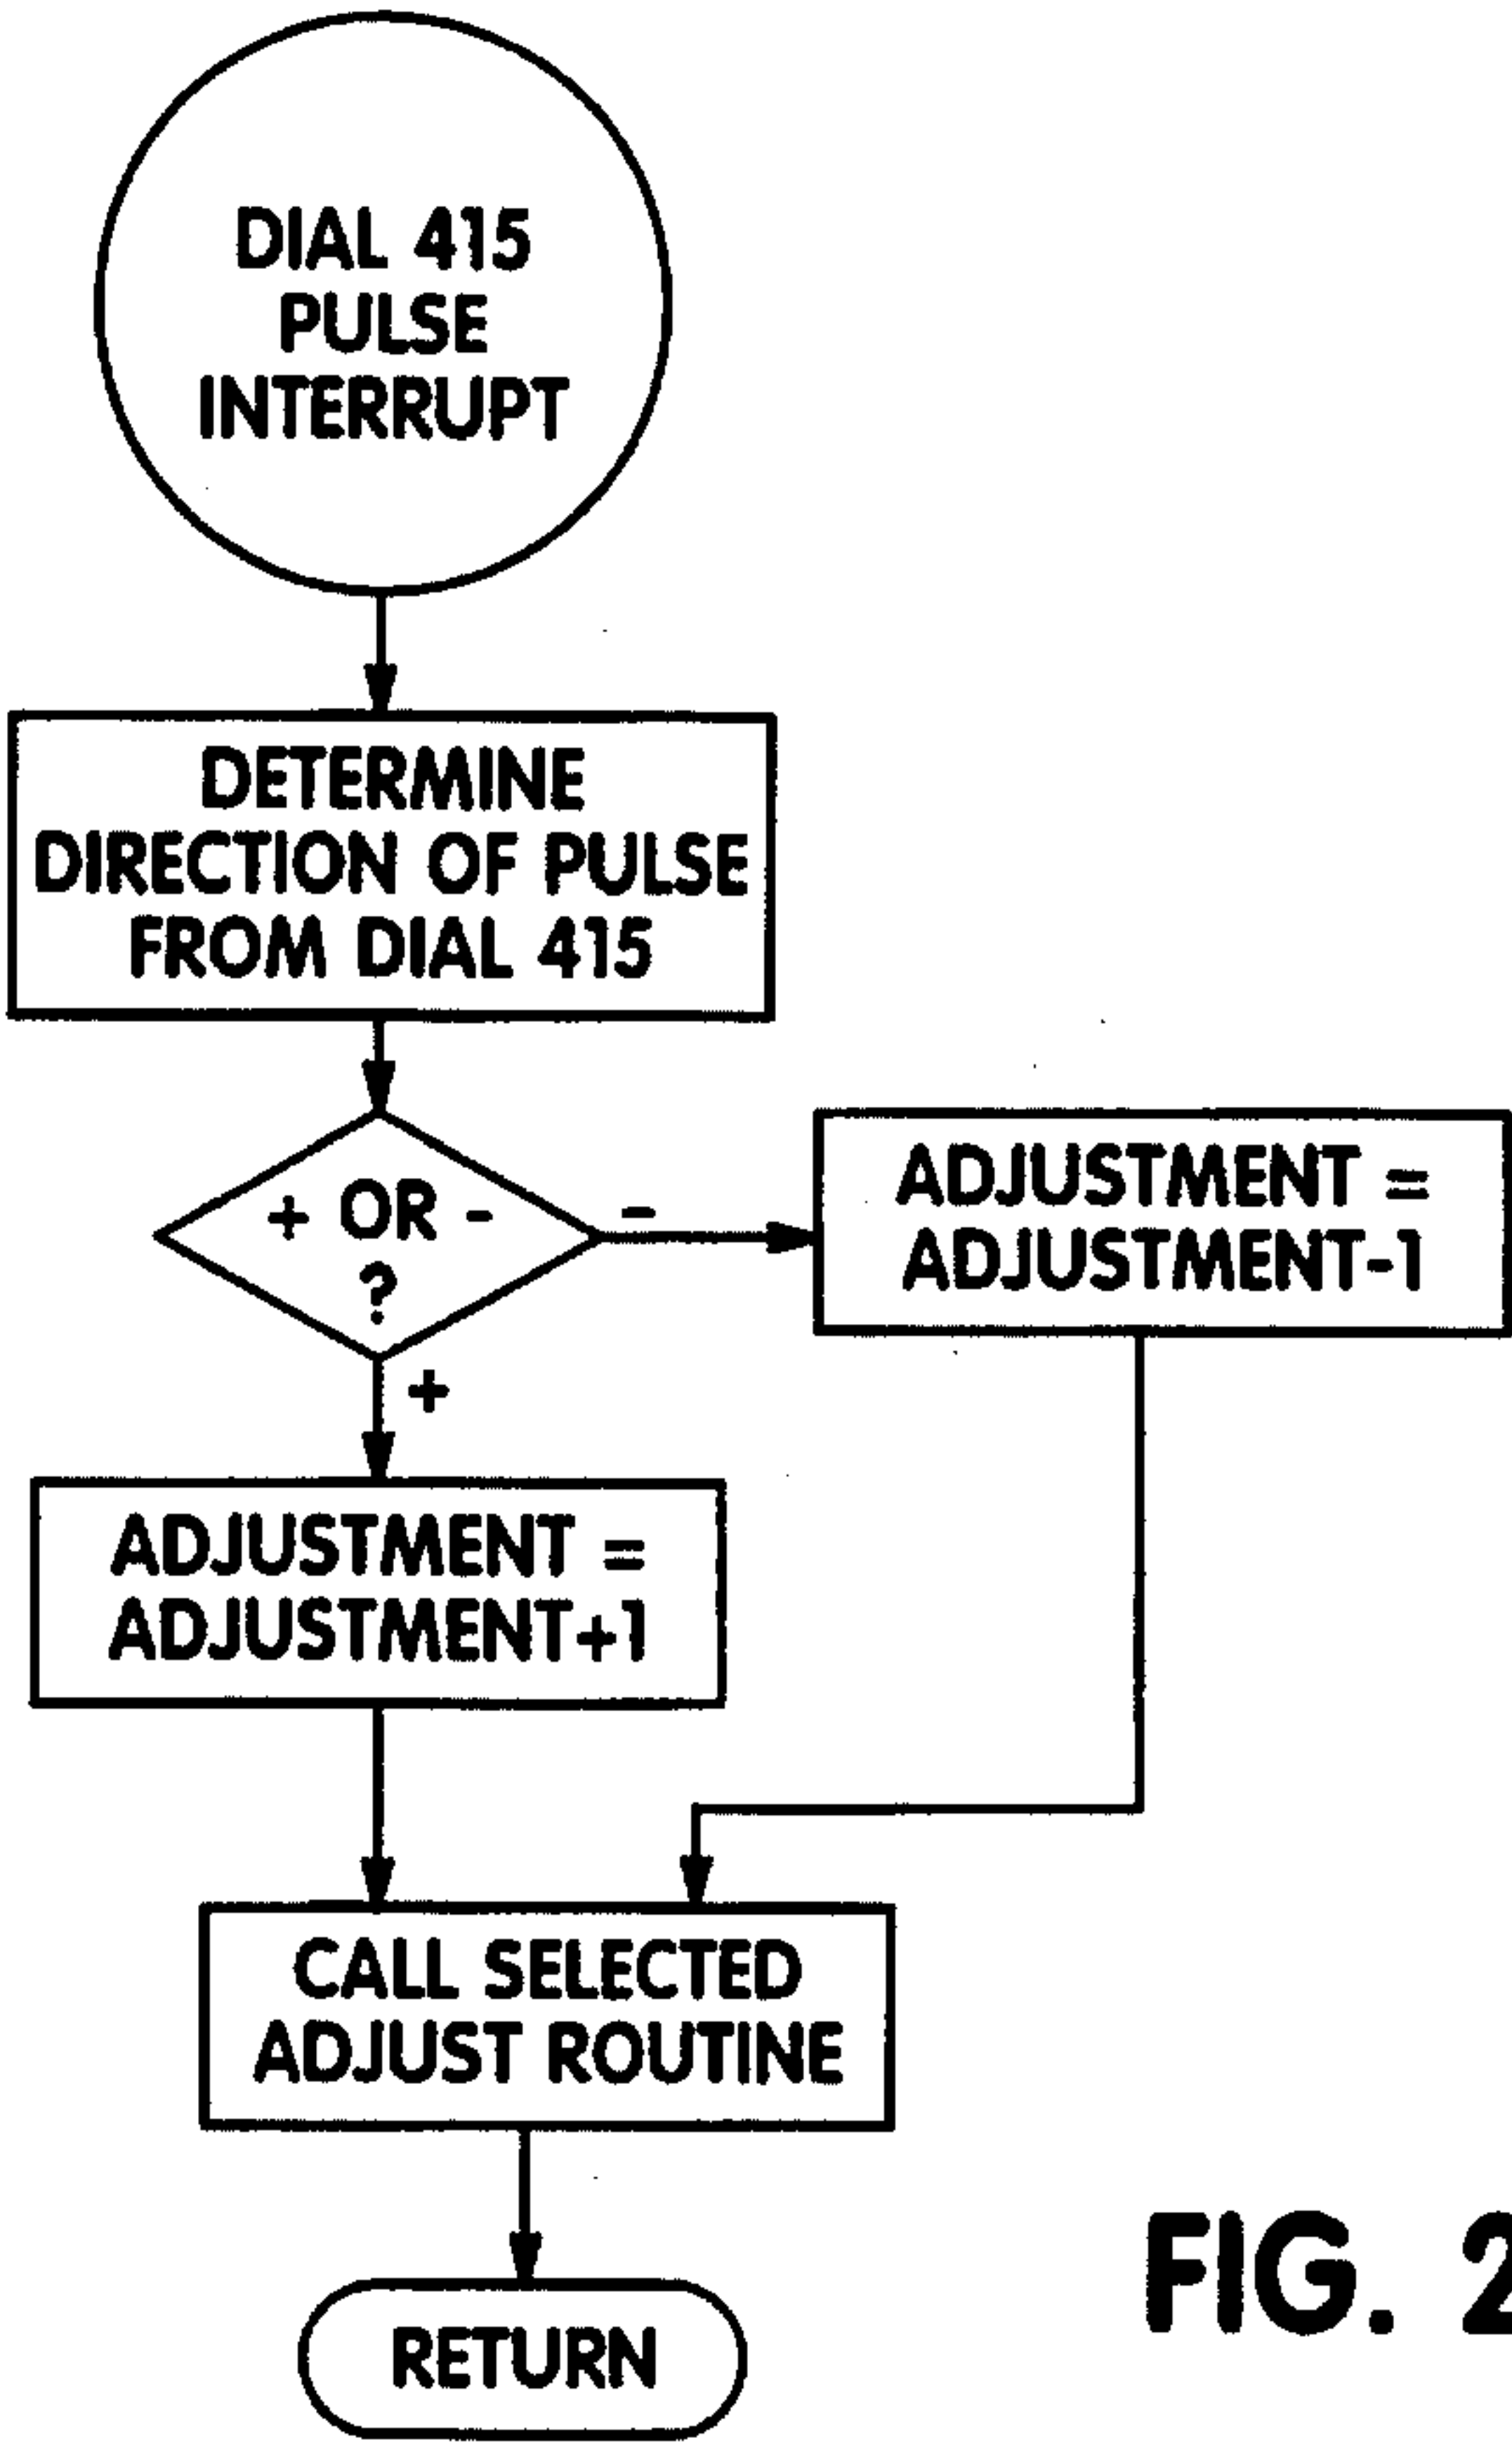 DIAL 415
PULSE
INTERRUPT
DETERMINE
DIRECTION OF PULSE
FROM DIAL 415
+ OR -
?
-
ADJUSTMENT =
ADJUSTMENT-1
+
ADJUSTMENT =
ADJUSTMENT+1
CALL SELECTED
ADJUST ROUTINE
RETURN
FIG.